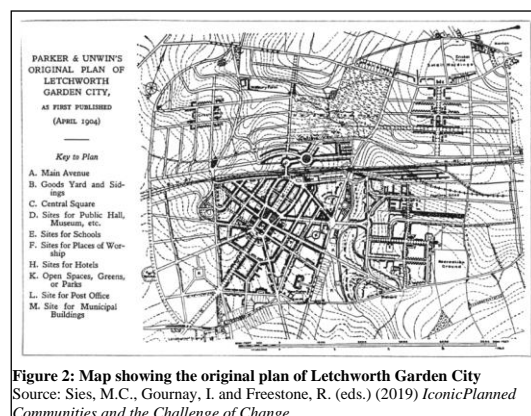 PARKER & UNWIN'S
ORIGINAL PLAN OF
LETCHWORTH
GARDEN CITY,
AS FIRST PUBLISHED
(APRIL 1904)
Key to Plan
A. Main Avenue
B. Goods Yard and Sid-
ings
C. Central Square
D. Sites for Public Hall,
Museum, etc.
E. Sites for Schools
F. Sites for Places of Wor-
ship
H. Sites for Hotels
K. Open Spaces, Greens,
or Parks
L. Site for Post Office
M. Site for Municipal
Buildings
Figure 2: Map showing the original plan of Letchworth Garden City
Source: Sies, M.C., Gournay, I. and Freestone, R. (eds.) (2019) IconicPlanned
Communities and the Challenge of Change